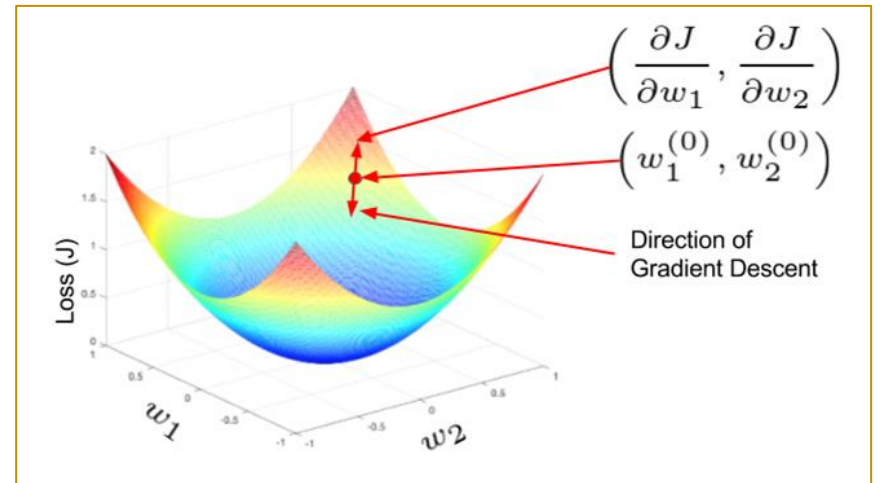 (∂J/∂w₁, ∂J/∂w₂)
(w₁⁽⁰⁾, w₂⁽⁰⁾)
Direction of
Gradient Descent
Loss (J)
2
1.5
1
0.5
0
1
0.5
0
-0.5
-1
w₁
-1
-0.5
0
0.5
1
w₂